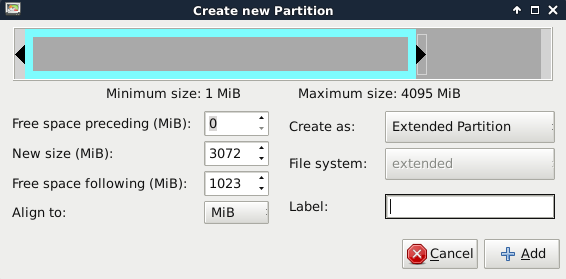 Create new Partition
Minimum size: 1 MiB Maximum size: 4095 MiB
Free space preceding (MiB): 0 Create as: Extended Partition
New size (MiB): 3072 File system: extended
Free space following (MiB): 1023
Align to: MiB Label:
Cancel Add